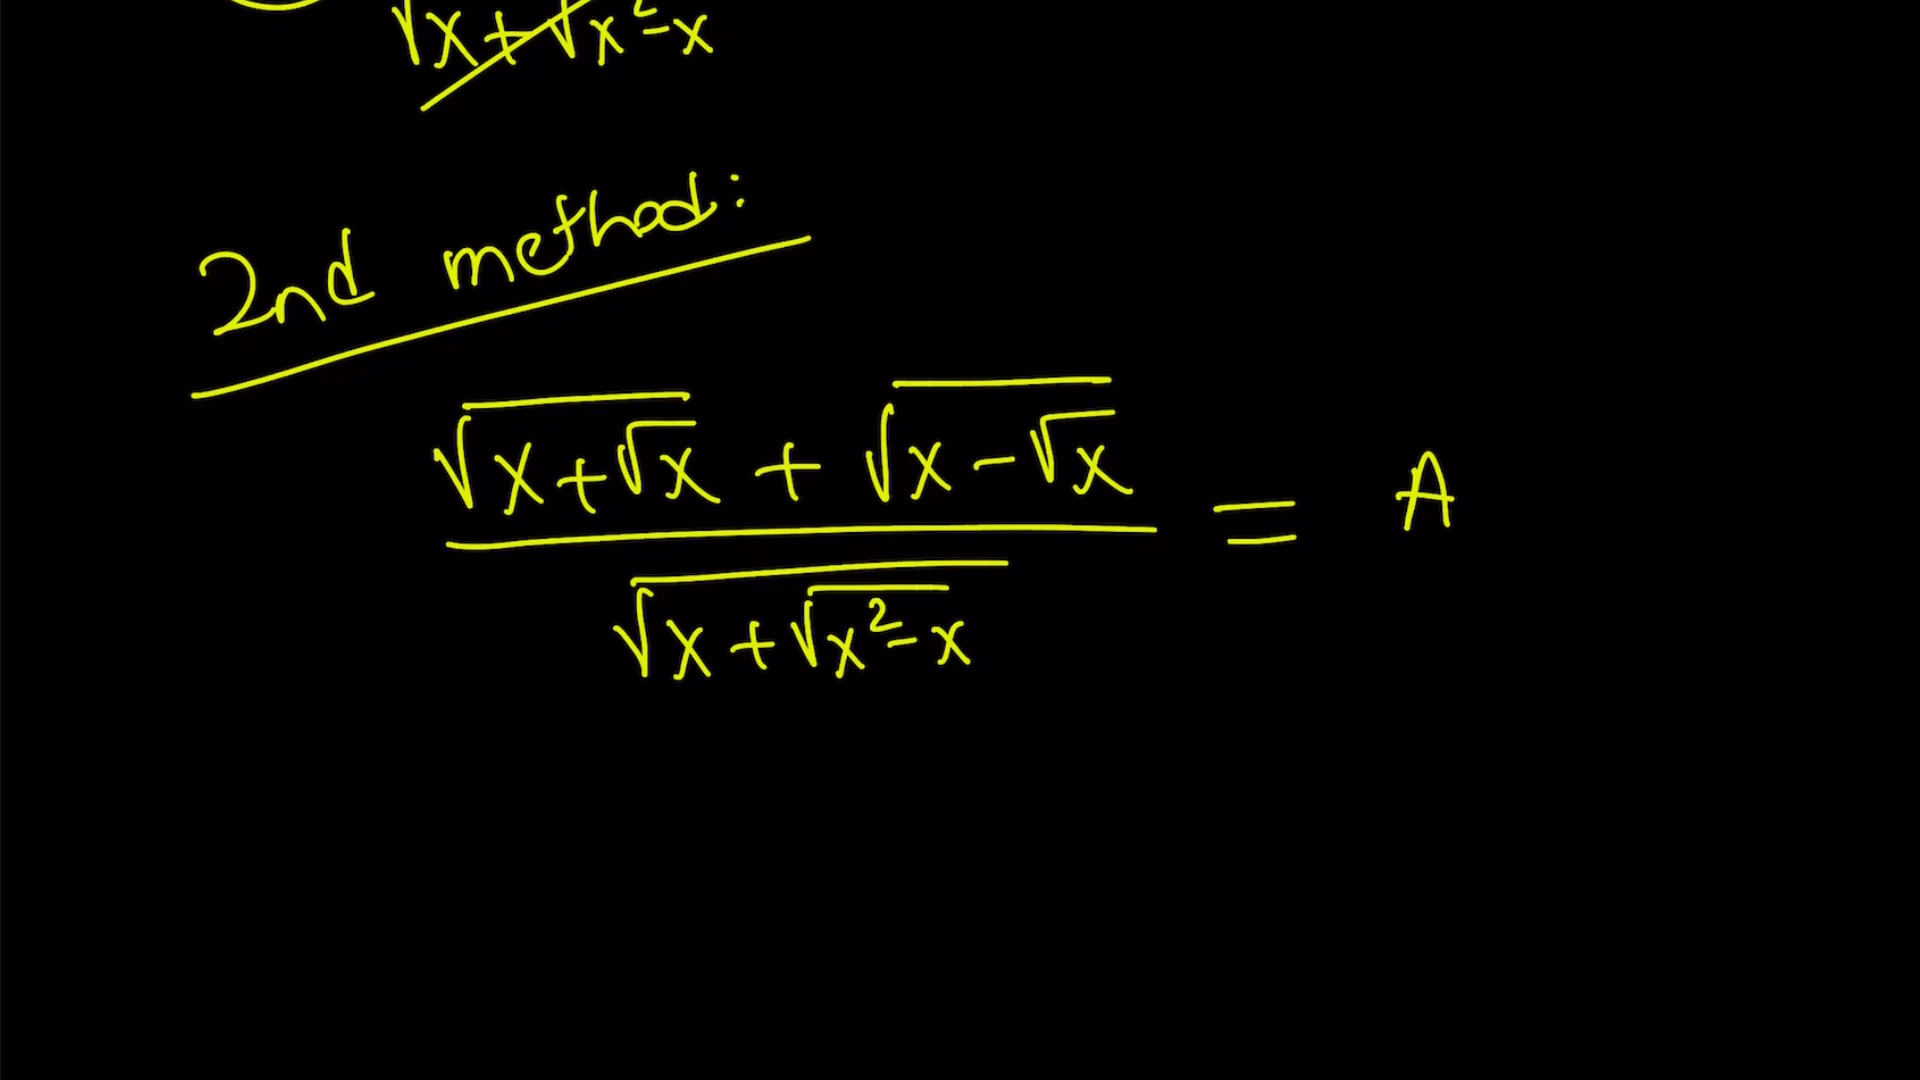 √x+√x²-x
2nd method:
√x+√x + √x-√x = A
√x+√x²-x